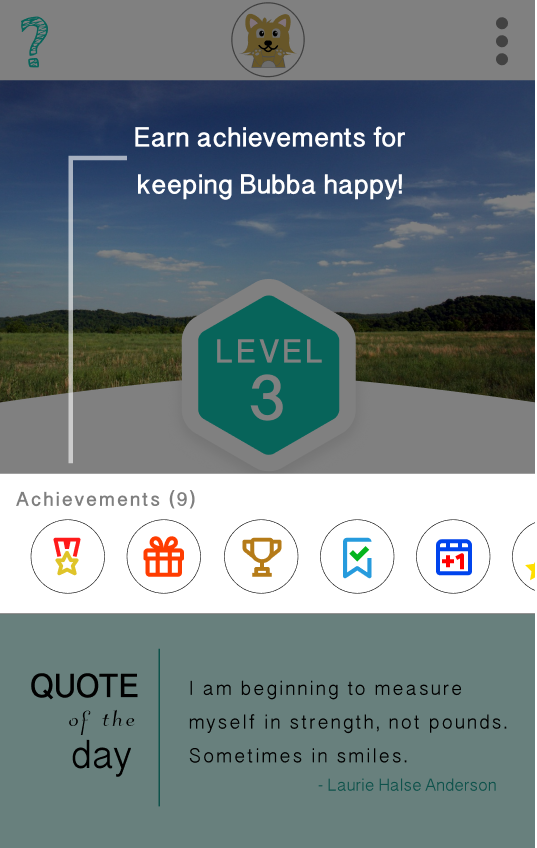 ?
Earn achievements for
keeping Bubba happy!
LEVEL
3
Achievements (9)
+1
QUOTE
of the
day
I am beginning to measure
myself in strength, not pounds.
Sometimes in smiles.
- Laurie Halse Anderson